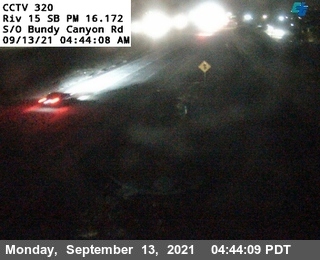 CCTV 320
Riv 15 SB PM 16.172
S/O Bundy Canyon Rd
09/13/21 04:44:08 AM
Monday, September 13, 2021 04:44:09 PDT